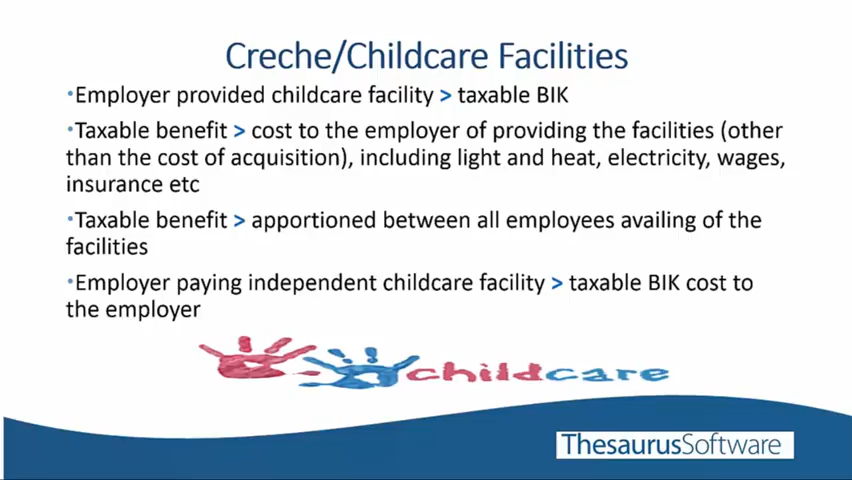 Creche/Childcare Facilities
•Employer provided childcare facility > taxable BIK
•Taxable benefit > cost to the employer of providing the facilities (other
than the cost of acquisition), including light and heat, electricity, wages,
insurance etc
•Taxable benefit > apportioned between all employees availing of the
facilities
•Employer paying independent childcare facility > taxable BIK cost to
the employer
childcare
ThesaurusSoftware